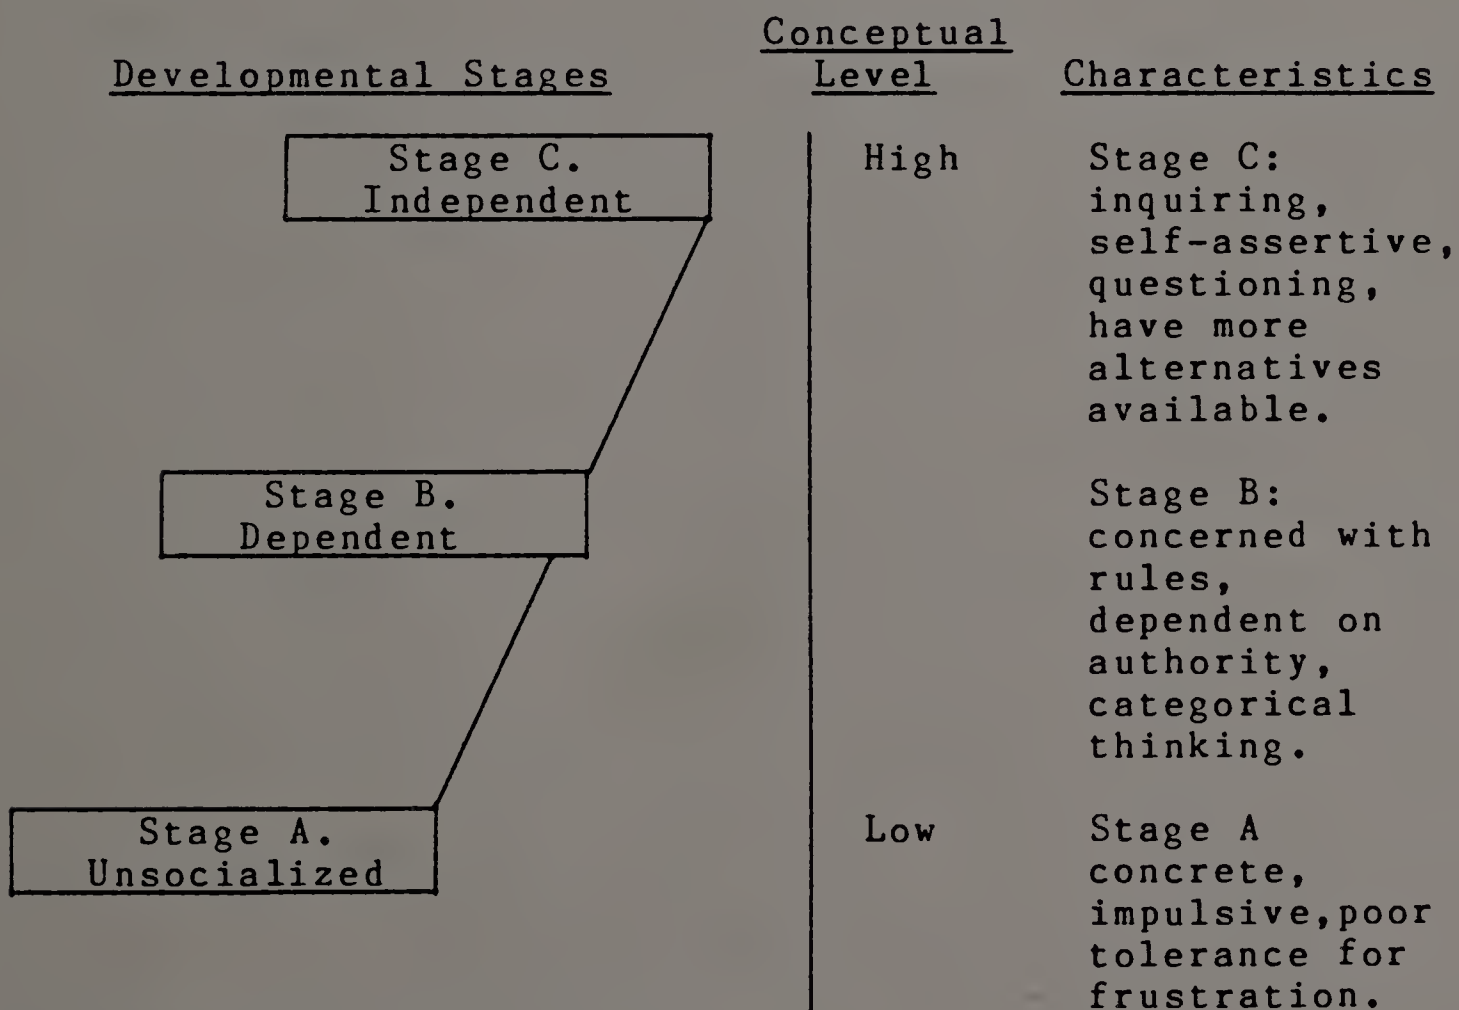 Developmental Stages
Conceptual
Level
Characteristics
Stage C.
Independent
High
Stage C:
inquiring,
self-assertive,
questioning,
have more
alternatives
available.
Stage B.
Dependent
Stage B:
concerned with
rules,
dependent on
authority,
categorical
thinking.
Stage A.
Unsocialized
Low
Stage A
concrete,
impulsive,poor
tolerance for
frustration.